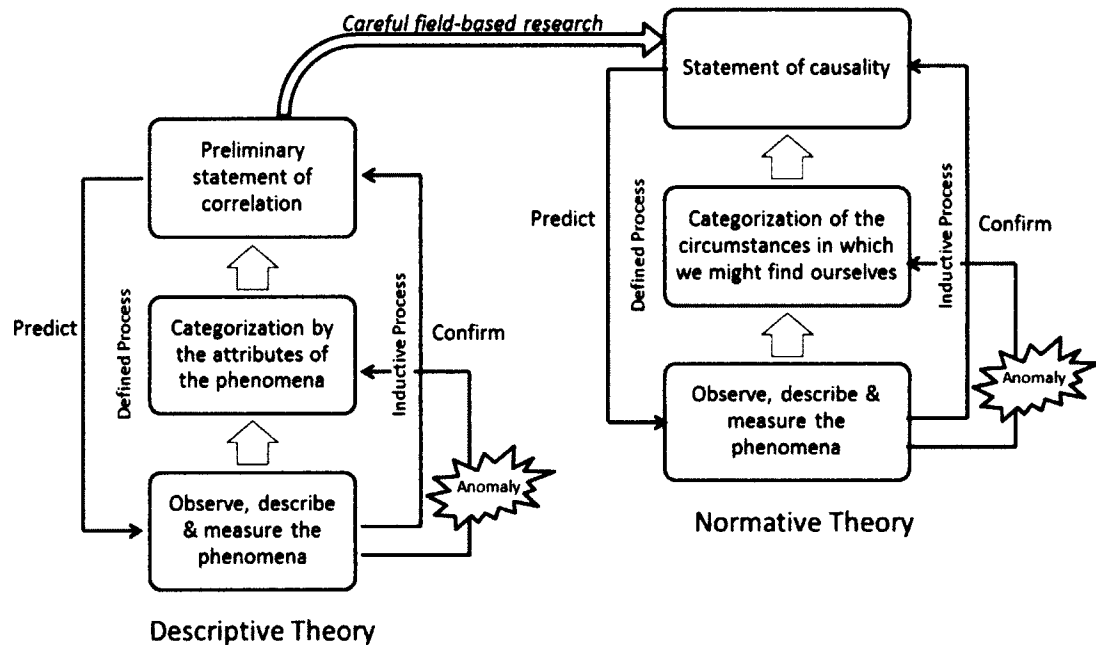 Careful field-based research
Statement of causality
Preliminary
statement of
correlation
Predict
Defined Process
Categorization by
the attributes of
the phenomena
Inductive Process
Confirm
Observe, describe
& measure the
phenomena
Anomaly
Descriptive Theory
Predict
Defined Process
Categorization of the
circumstances in which
we might find ourselves
Inductive Process
Confirm
Observe, describe &
measure the
phenomena
Anomaly
Normative Theory